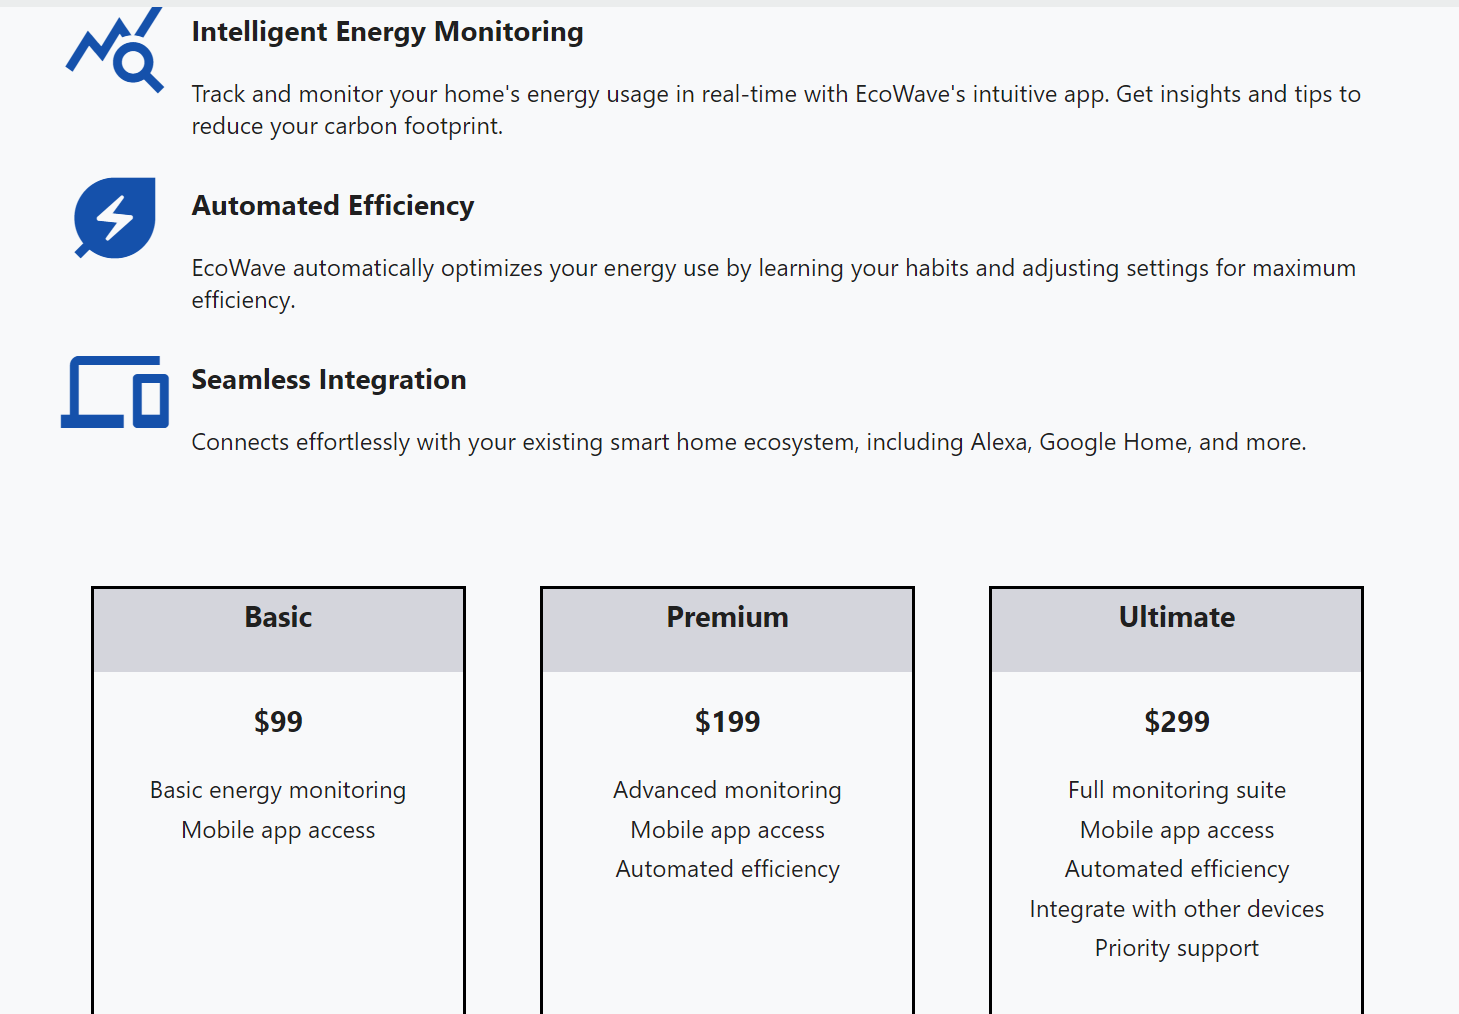 Intelligent Energy Monitoring
Track and monitor your home's energy usage in real-time with EcoWave's intuitive app. Get insights and tips to
reduce your carbon footprint.
Automated Efficiency
EcoWave automatically optimizes your energy use by learning your habits and adjusting settings for maximum
efficiency.
Seamless Integration
Connects effortlessly with your existing smart home ecosystem, including Alexa, Google Home, and more.
Basic
$99
Basic energy monitoring
Mobile app access
Premium
$199
Advanced monitoring
Mobile app access
Automated efficiency
Ultimate
$299
Full monitoring suite
Mobile app access
Automated efficiency
Integrate with other devices
Priority support